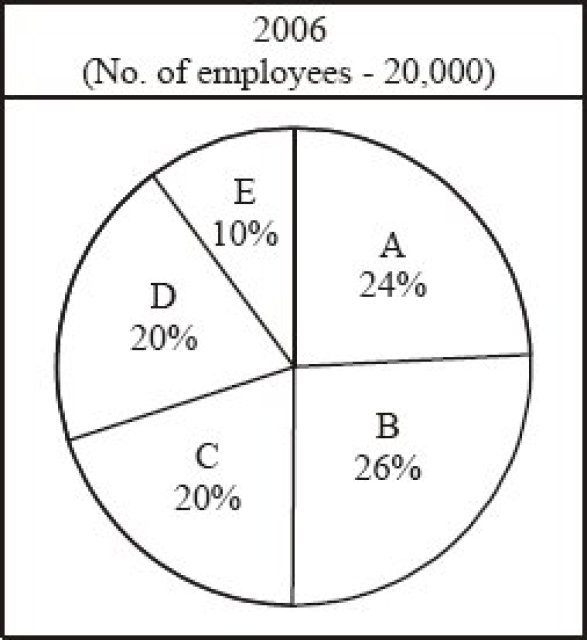 2006
(No. of employees - 20,000)
E
10%
A
24%
D
20%
B
26%
C
20%